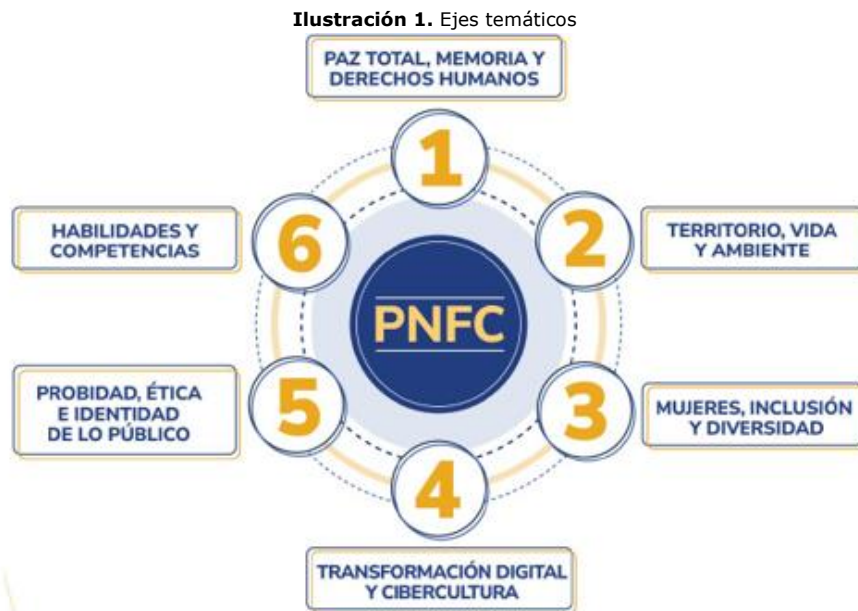 Ilustración 1. Ejes temáticos
PAZ TOTAL, MEMORIA Y
DERECHOS HUMANOS
1
2
TERRITORIO, VIDA
Y AMBIENTE
3
MUJERES, INCLUSIÓN
Y DIVERSIDAD
4
TRANSFORMACIÓN DIGITAL
Y CIBERCULTURA
5
PROBIDAD, ÉTICA
E IDENTIDAD
DE LO PÚBLICO
6
HABILIDADES Y
COMPETENCIAS
PNFC